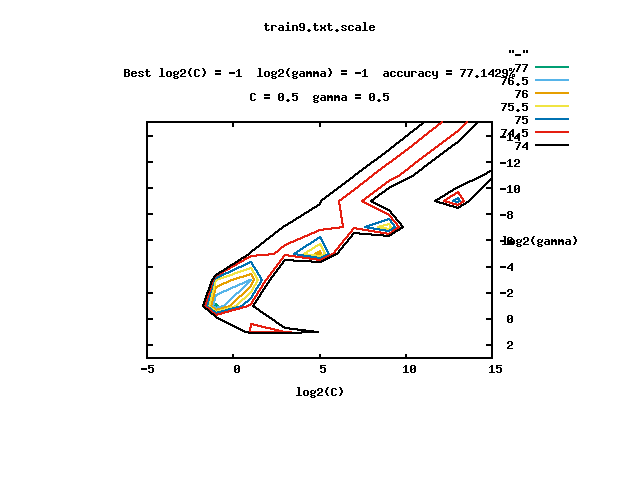 train9.txt.scale
"-"
Best log2(C) = -1  log2(gamma) = -1  accuracy = 77.1429%
77
76.5
C = 0.5  gamma = 0.5
76
75.5
75
74.5
-14
74
-12
-10
-8
-6
log2(gamma)
-4
-2
0
2
-5 0 5 10 15
log2(C)